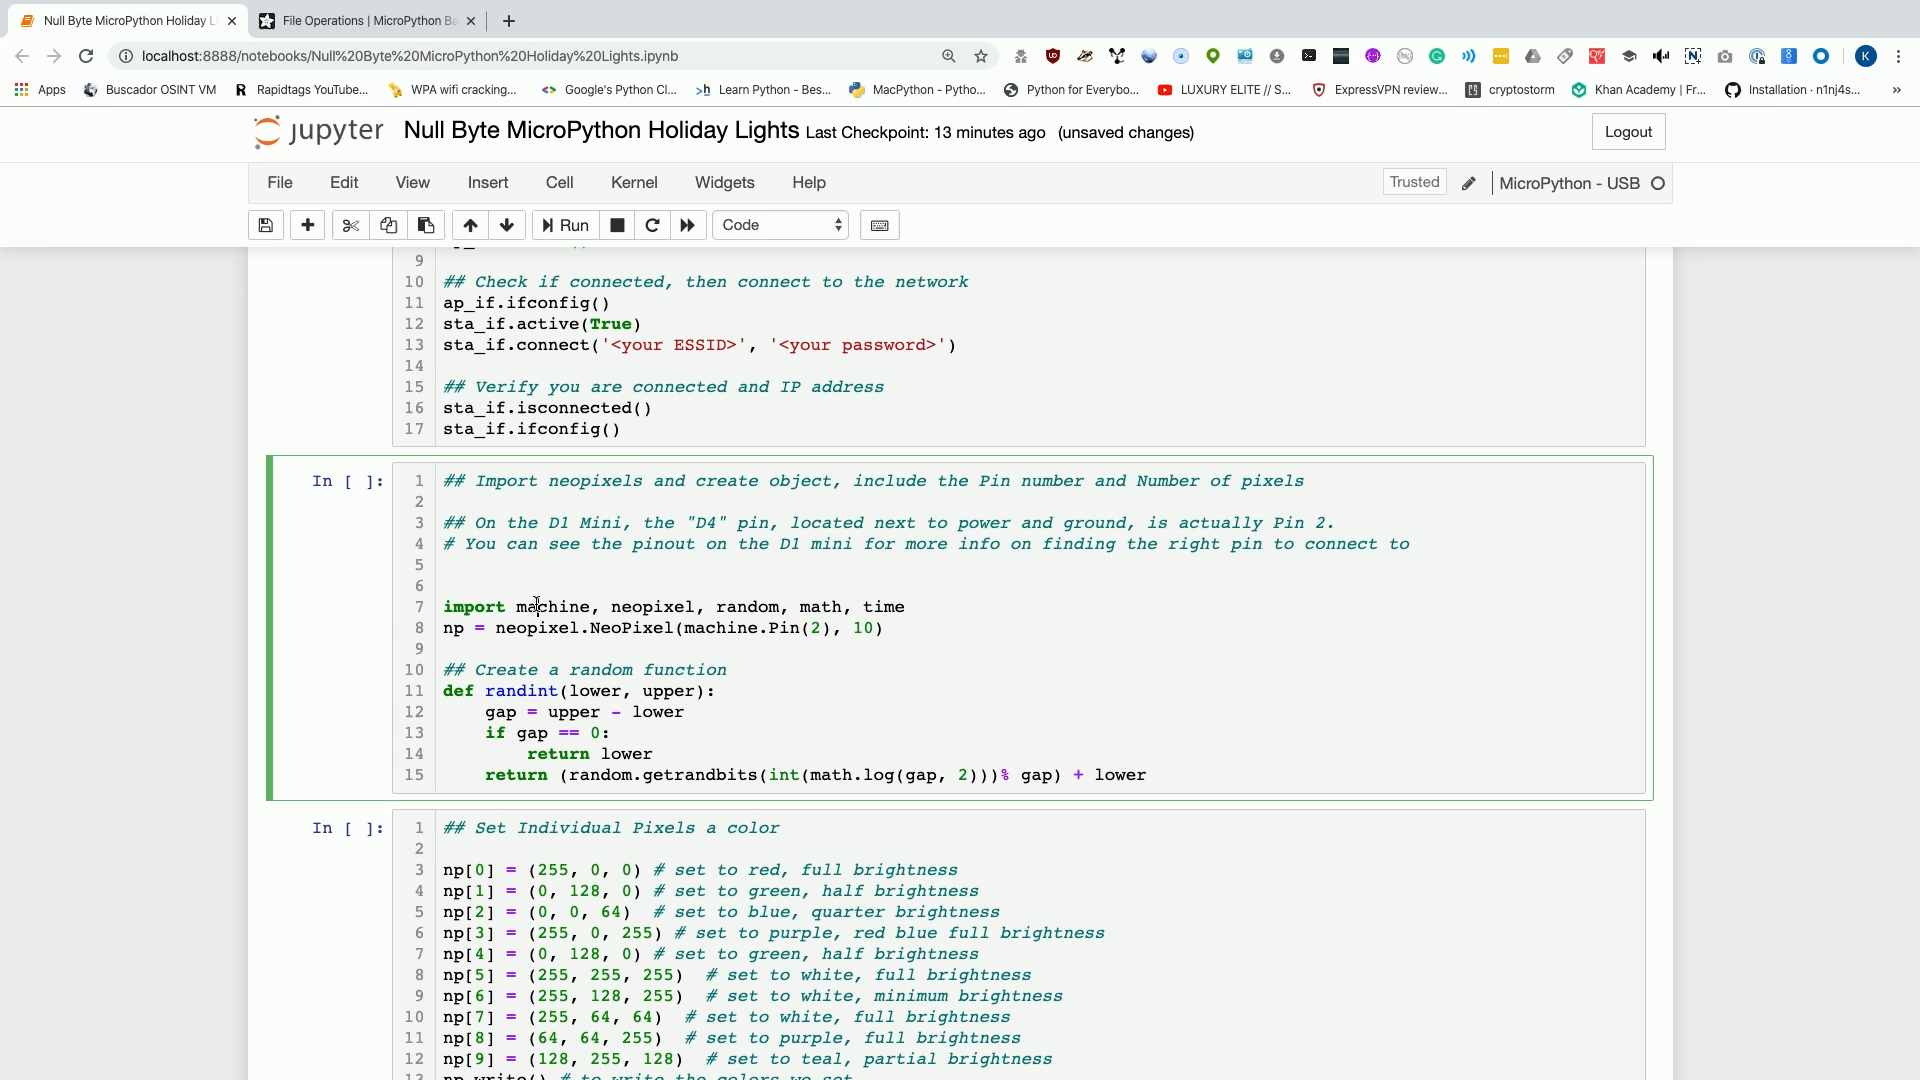 Null Byte MicroPython Holiday Li
File Operations | MicroPython Ba
localhost:8888/notebooks/Null%20Byte%20MicroPython%20Holiday%20Lights.ipynb
K
Apps
Buscador OSINT VM
R Rapidtags YouTube...
WPA wifi cracking...
Google's Python Cl...
>h Learn Python - Bes...
MacPython - Pytho...
Python for Everybo...
LUXURY ELITE // S...
ExpressVPN review...
cryptostorm
Khan Academy | Fr...
Installation · n1nj4s...
»
jupyter Null Byte MicroPython Holiday Lights Last Checkpoint: 13 minutes ago (unsaved changes)
Logout
File Edit View Insert Cell Kernel Widgets Help
Trusted
MicroPython - USB
Run
Code
9
10 ## Check if connected, then connect to the network
11 ap_if.ifconfig()
12 sta_if.active(True)
13 sta_if.connect('<your ESSID>', '<your password>')
14
15 ## Verify you are connected and IP address
16 sta_if.isconnected()
17 sta_if.ifconfig()
In [ ]:
1 ## Import neopixels and create object, include the Pin number and Number of pixels
2
3 ## On the D1 Mini, the "D4" pin, located next to power and ground, is actually Pin 2.
4 # You can see the pinout on the D1 mini for more info on finding the right pin to connect to
5
6
7 import machine, neopixel, random, math, time
8 np = neopixel.NeoPixel(machine.Pin(2), 10)
9
10 ## Create a random function
11 def randint(lower, upper):
12     gap = upper - lower
13     if gap == 0:
14         return lower
15     return (random.getrandbits(int(math.log(gap, 2)))% gap) + lower
In [ ]:
1 ## Set Individual Pixels a color
2
3 np[0] = (255, 0, 0) # set to red, full brightness
4 np[1] = (0, 128, 0) # set to green, half brightness
5 np[2] = (0, 0, 64)  # set to blue, quarter brightness
6 np[3] = (255, 0, 255) # set to purple, red blue full brightness
7 np[4] = (0, 128, 0) # set to green, half brightness
8 np[5] = (255, 255, 255)  # set to white, full brightness
9 np[6] = (255, 128, 255)  # set to white, minimum brightness
10 np[7] = (255, 64, 64)  # set to white, full brightness
11 np[8] = (64, 64, 255)  # set to purple, full brightness
12 np[9] = (128, 255, 128)  # set to teal, partial brightness
13 np.write() # to write the colors we set